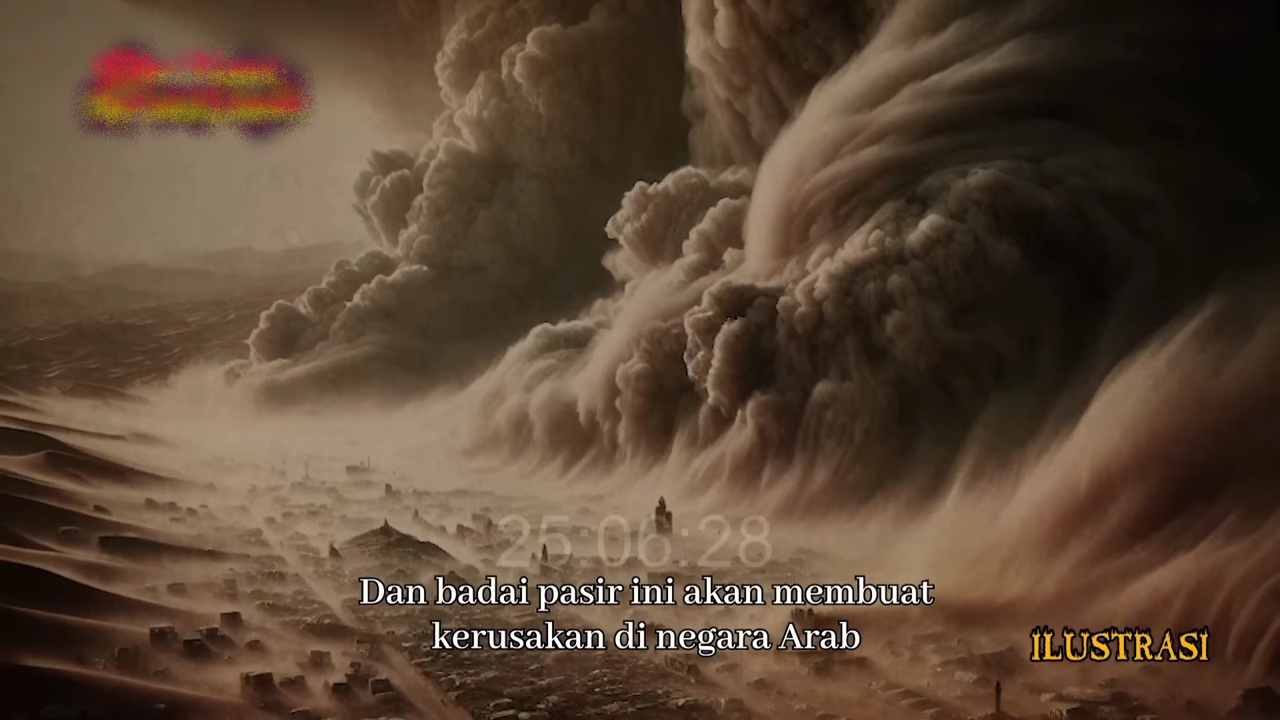 25:06:28
Dan badai pasir ini akan membuat
kerusakan di negara Arab
ILUSTRASI